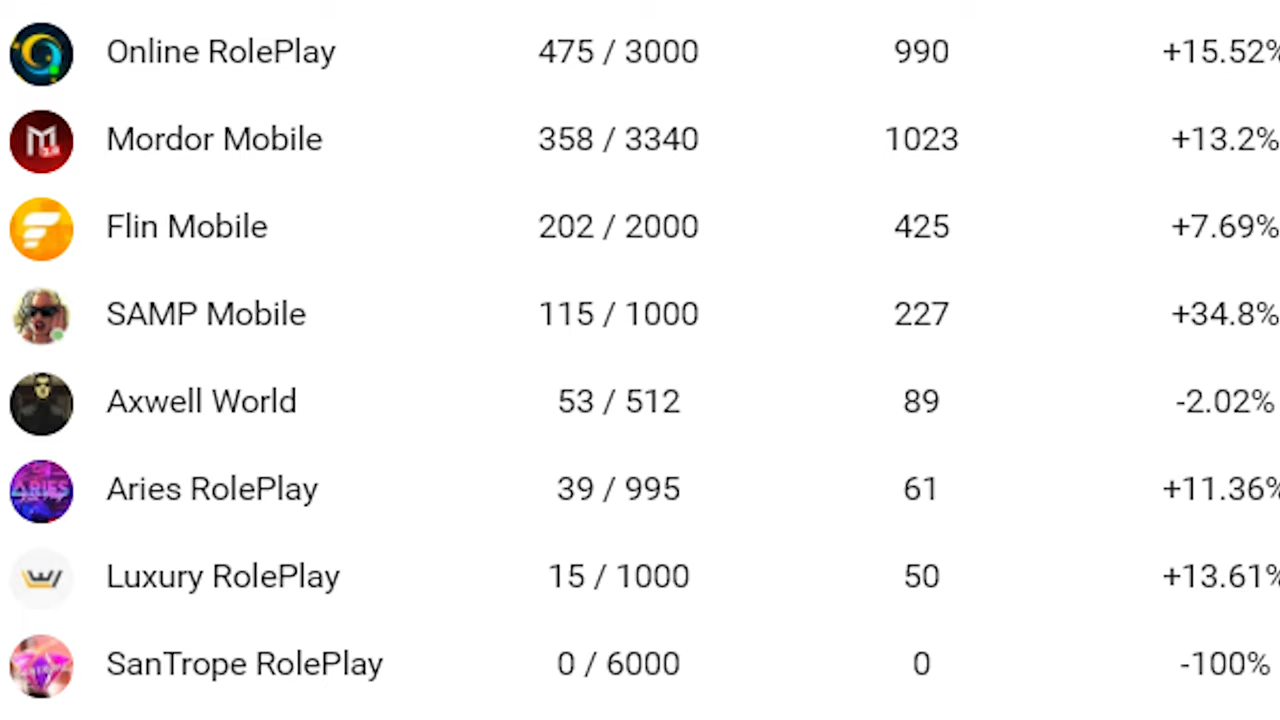 Online RolePlay 475 / 3000 990 +15.52%
Mordor Mobile 358 / 3340 1023 +13.2%
Flin Mobile 202 / 2000 425 +7.69%
SAMP Mobile 115 / 1000 227 +34.8%
Axwell World 53 / 512 89 -2.02%
ARIES Aries RolePlay 39 / 995 61 +11.36%
Luxury RolePlay 15 / 1000 50 +13.61%
SanTrope RolePlay 0 / 6000 0 -100%